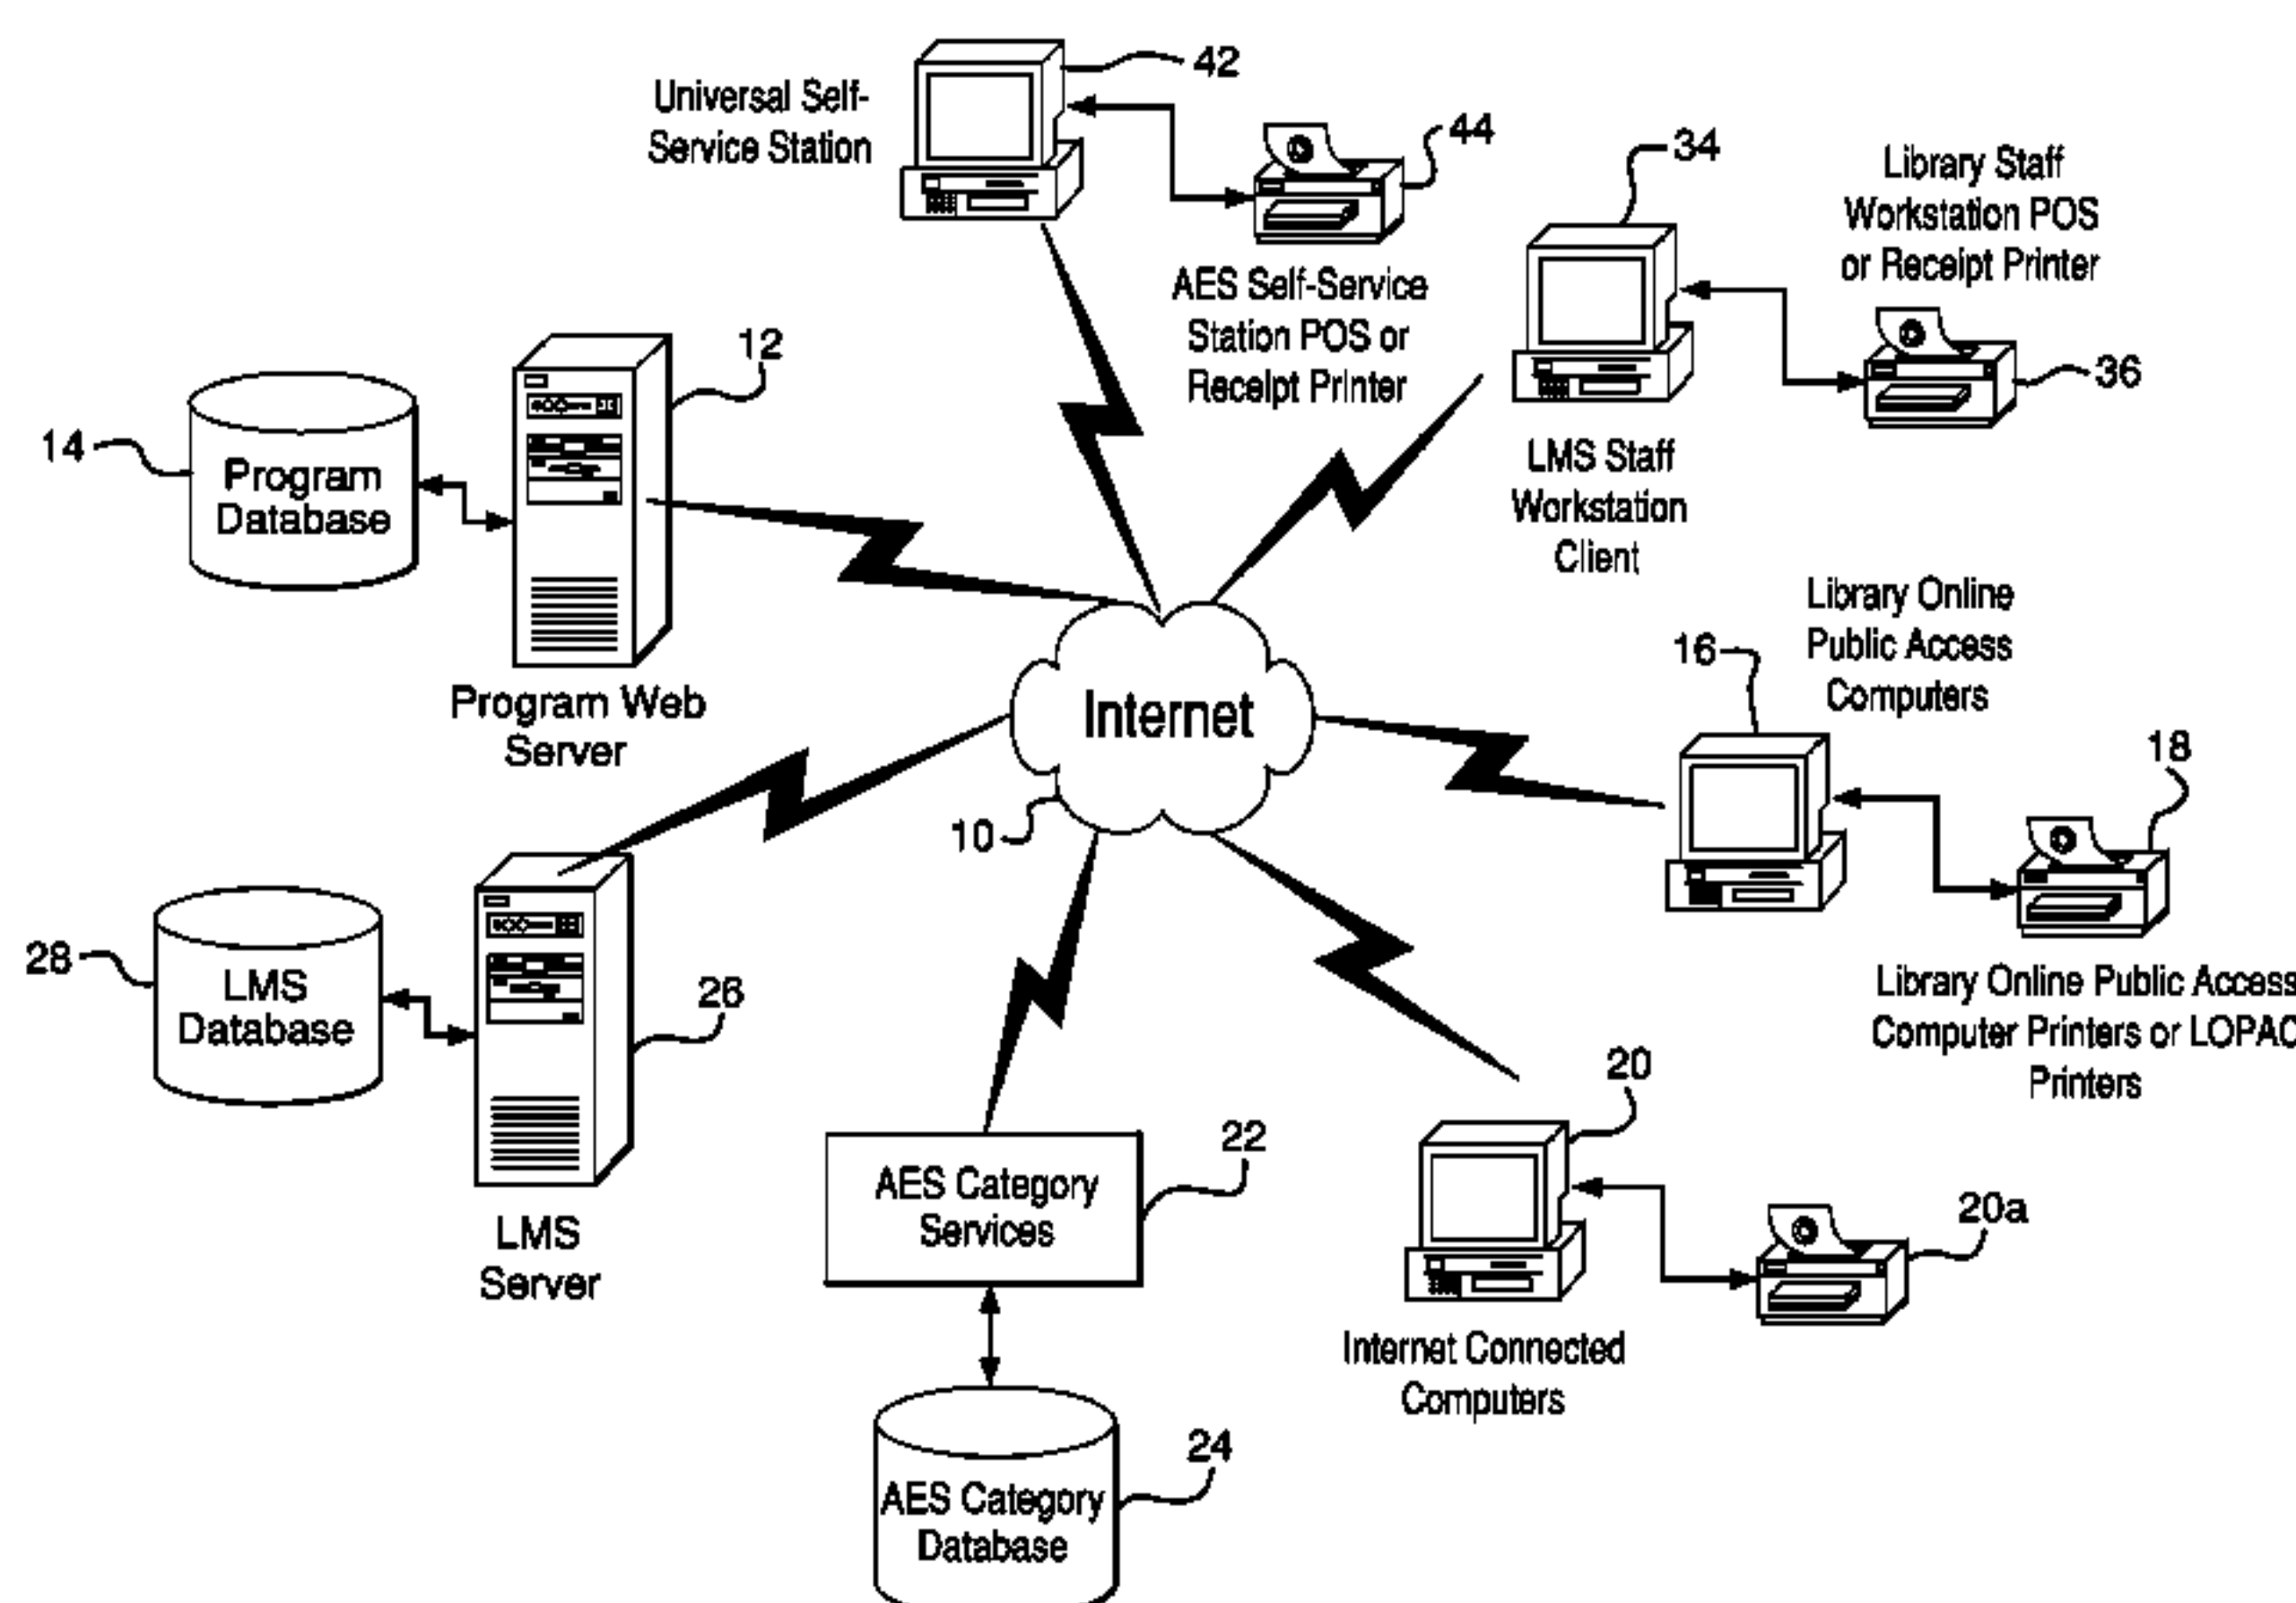 42
Universal Self-
Service Station
44
AES Self-Service
Station POS or
Receipt Printer
34
Library Staff
Workstation POS
or Receipt Printer
36
LMS Staff
Workstation
Client
12
14
Program
Database
Program Web
Server
Internet
10
Library Online
Public Access
Computers
16
18
Library Online Public Access
Computer Printers or LOPAC
Printers
28
LMS
Database
26
LMS
Server
22
AES Category
Services
24
AES Category
Database
20
20a
Internet Connected
Computers